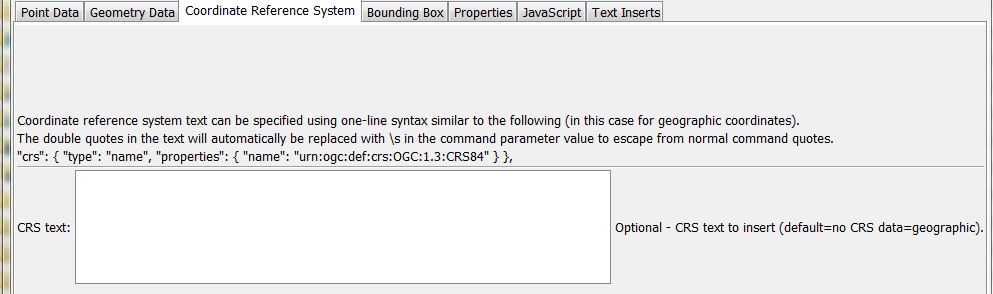 Point Data Geometry Data Coordinate Reference System Bounding Box Properties JavaScript Text Inserts
Coordinate reference system text can be specified using one-line syntax similar to the following (in this case for geographic coordinates).
The double quotes in the text will automatically be replaced with \s in the command parameter value to escape from normal command quotes.
"crs": { "type": "name", "properties": { "name": "urn:ogc:def:crs:OGC:1.3:CRS84" } },
CRS text: Optional - CRS text to insert (default=no CRS data=geographic).